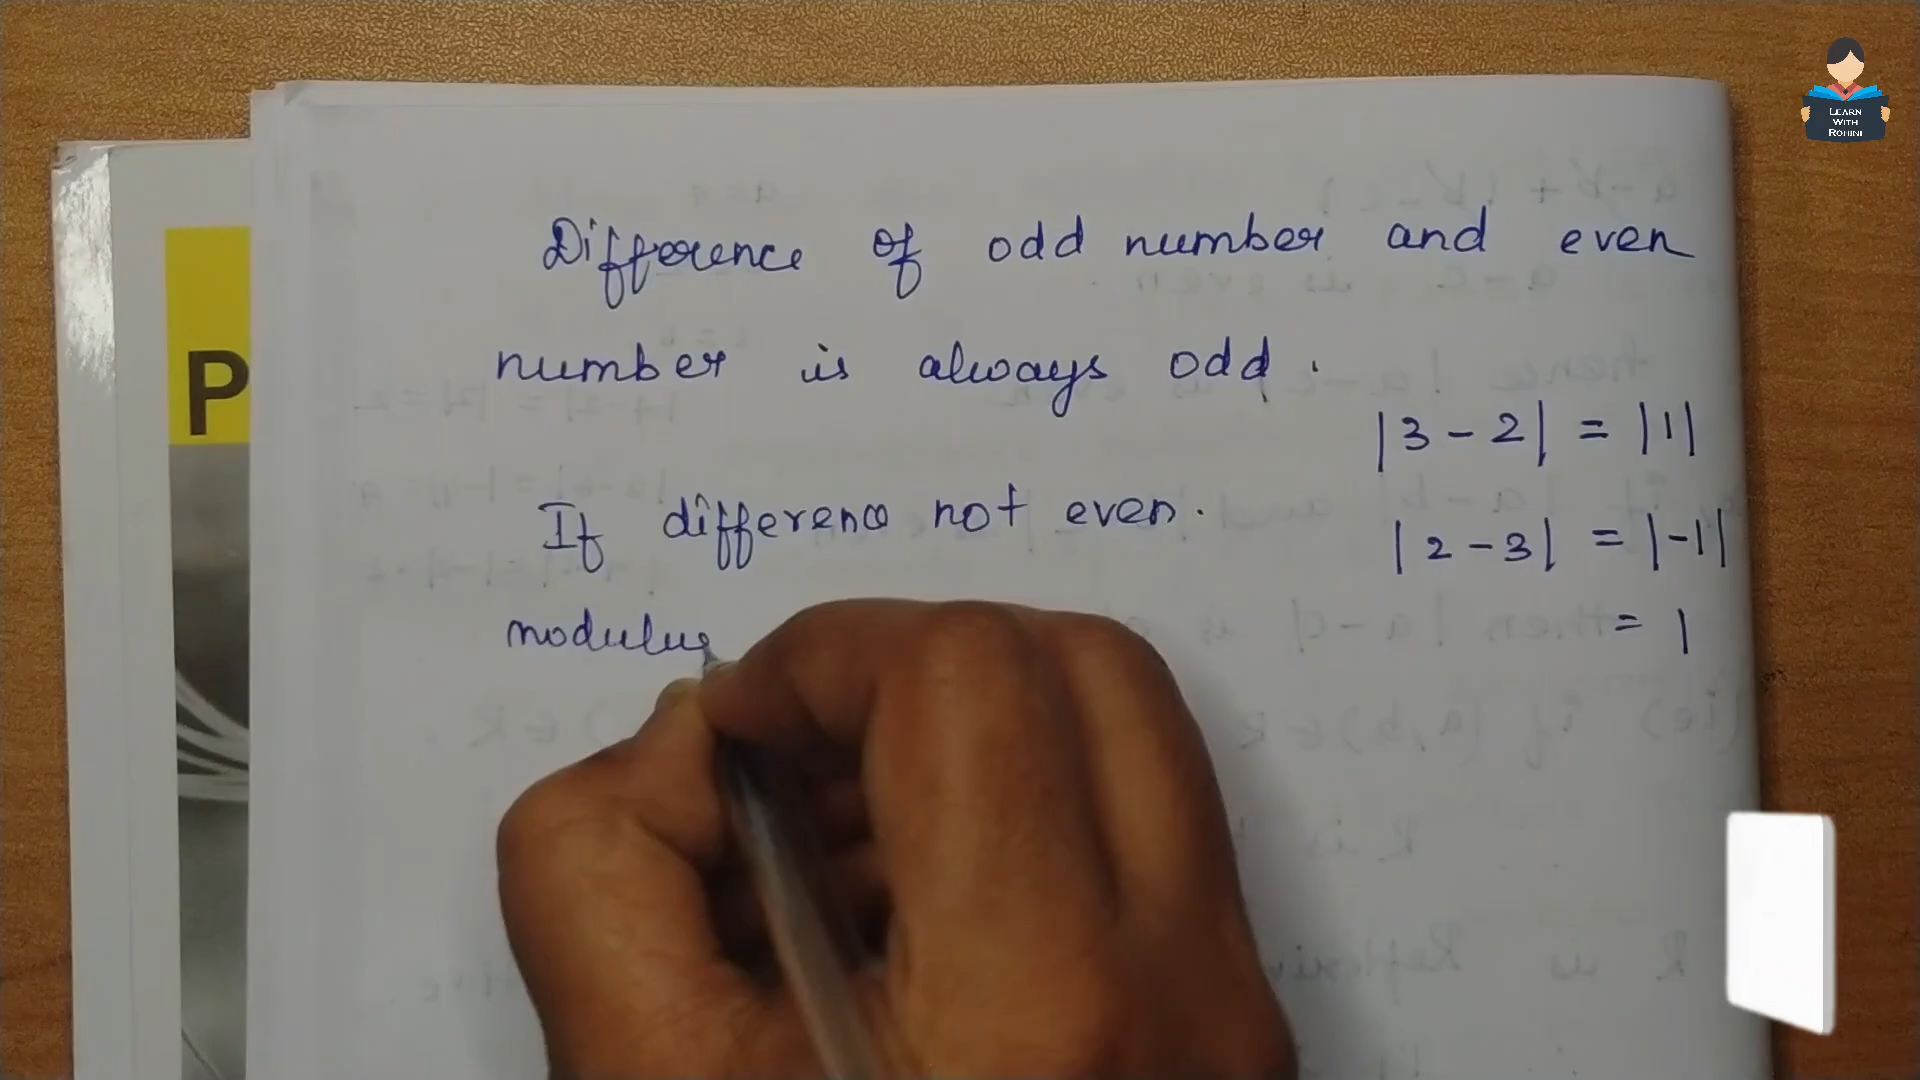 LEARN
WITH
ROHINI
P
Difference of odd number and even
number is always odd.
|3 - 2| = |1|
If difference not even.
|2 - 3| = |-1|
= 1
modulus